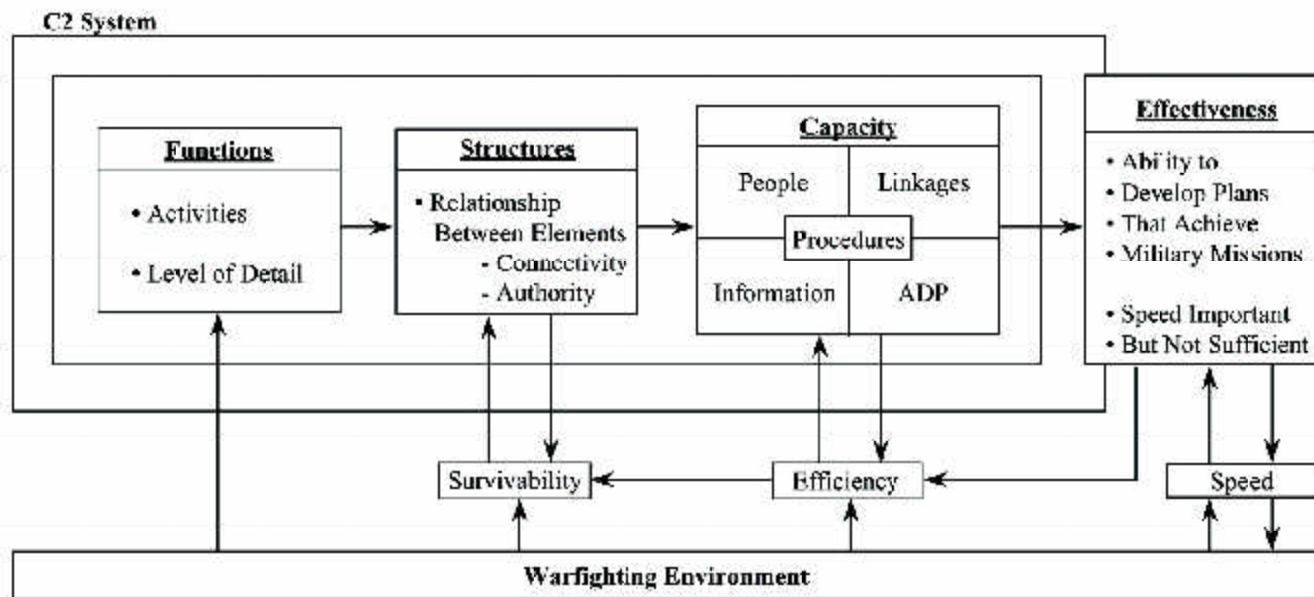 C2 System
Functions
• Activities
• Level of Detail
Structures
• Relationship
Between Elements
- Connectivity
- Authority
Capacity
People
Linkages
Procedures
Information
ADP
Effectiveness
• Ability to
• Develop Plans
• That Achieve
• Military Missions
• Speed Important
• But Not Sufficient
Survivability
Efficiency
Speed
Warfighting Environment